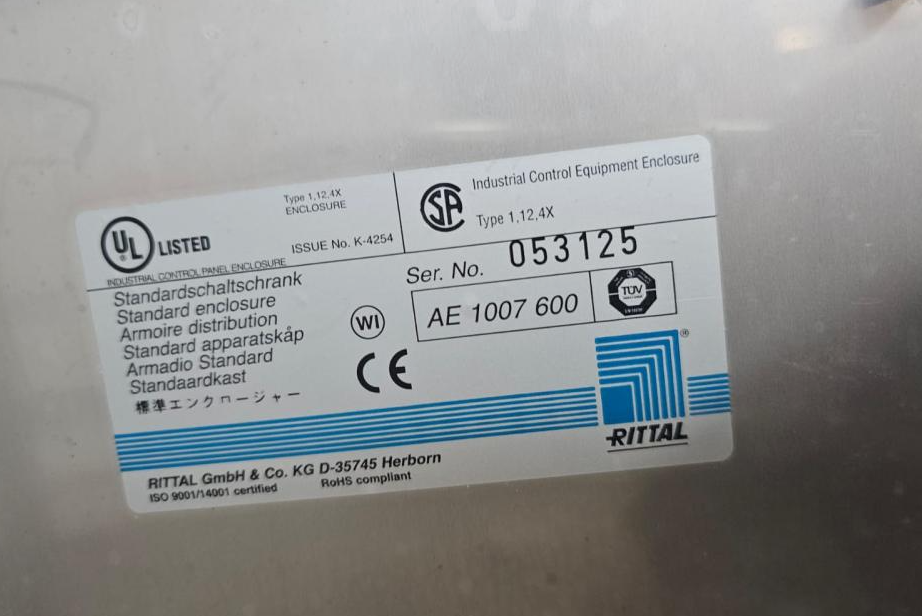 UL LISTED
Type 1,12,4X
ENCLOSURE
ISSUE No. K-4254
INDUSTRIAL CONTROL PANEL ENCLOSURE
SA Industrial Control Equipment Enclosure
Type 1,12,4X
Ser. No. 053125
AE 1007 600
TÜV
Standardschaltschrank
Standard enclosure
Armoire distribution
Standard apparatskåp
Armadio Standard
Standaardkast
標準エンクロージャー
WI
CE
RITTAL
®
RITTAL GmbH & Co. KG D-35745 Herborn
ISO 9001/14001 certified RoHS compliant